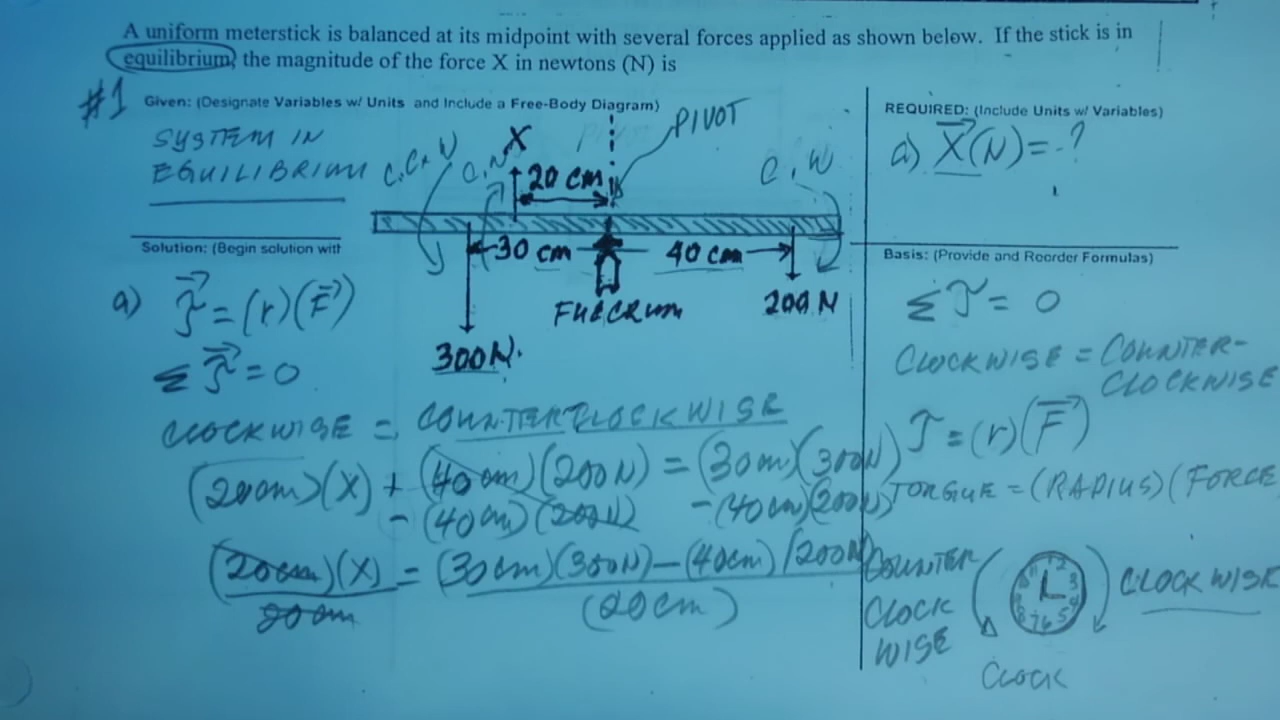 A uniform meterstick is balanced at its midpoint with several forces applied as shown below. If the stick is in
equilibrium, the magnitude of the force X in newtons (N) is
#1
Given: (Designate Variables w/ Units and Include a Free-Body Diagram)
SYSTEM IN
EQUILIBRIUM
C.C.W
C.W
X
PIVOT
C.W
20 cm
30 cm
40 cm
FULCRUM
200 N
300N.
REQUIRED: (Include Units w/ Variables)
a) X(N)=?
Solution: (Begin solution with
a) τ = (r)(F)
Σ τ = 0
CLOCKWISE = COUNTERCLOCKWISE
(20cm)(X) + (40cm)(200N) = (30cm)(300N)
- (40cm)(200N) - (40cm)(200N)
(20cm)(X) = (30cm)(300N) - (40cm)(200N)
20cm (20cm)
Basis: (Provide and Reorder Formulas)
Σ τ = 0
CLOCKWISE = COUNTER-
CLOCKWISE
τ = (r)(F)
TORQUE = (RADIUS)(FORCE
COUNTER
CLOCK
WISE
CLOCKWISE
CLOCK